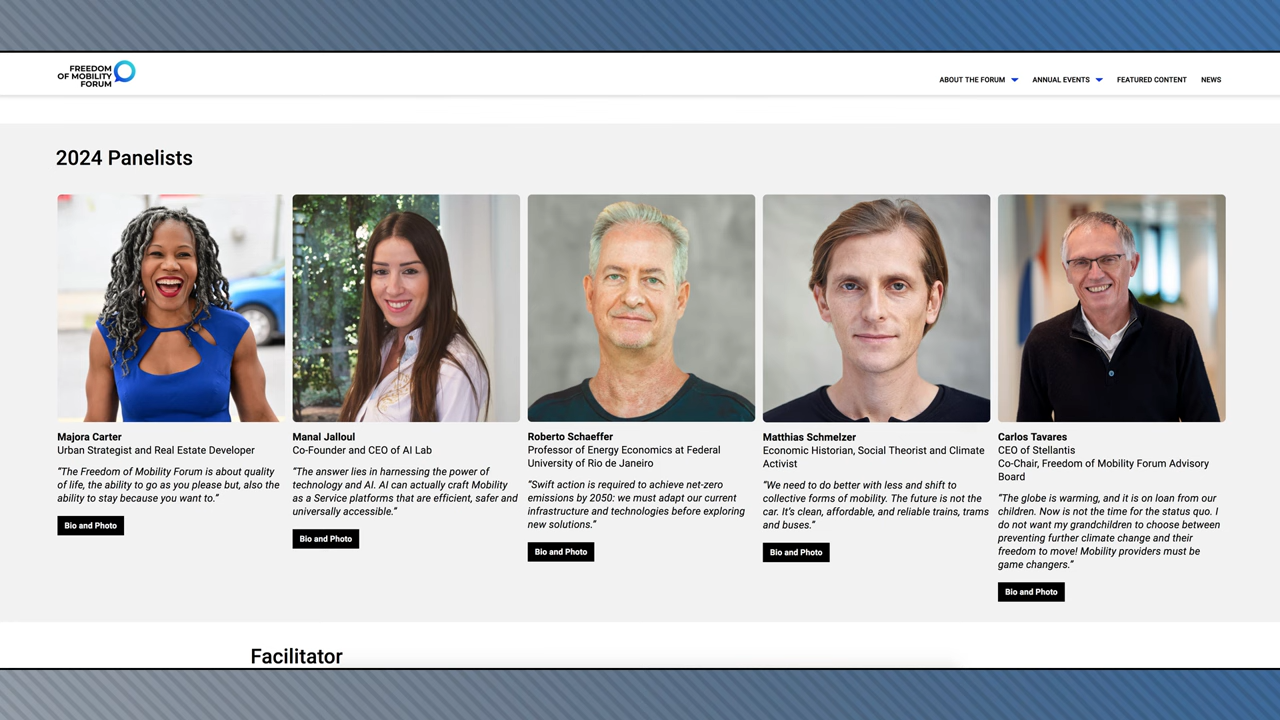 FREEDOM
OF MOBILITY
FORUM
ABOUT THE FORUM
ANNUAL EVENTS
FEATURED CONTENT
NEWS
2024 Panelists
Majora Carter
Urban Strategist and Real Estate Developer
“The Freedom of Mobility Forum is about quality
of life, the ability to go as you please but, also the
ability to stay because you want to.”
Bio and Photo
Manal Jalloul
Co-Founder and CEO of AI Lab
“The answer lies in harnessing the power of
technology and AI. AI can actually craft Mobility
as a Service platforms that are efficient, safer and
universally accessible.”
Bio and Photo
Roberto Schaeffer
Professor of Energy Economics at Federal
University of Rio de Janeiro
“Swift action is required to achieve net-zero
emissions by 2050: we must adapt our current
infrastructure and technologies before exploring
new solutions.”
Bio and Photo
Matthias Schmelzer
Economic Historian, Social Theorist and Climate
Activist
“We need to do better with less and shift to
collective forms of mobility. The future is not the
car. It’s clean, affordable, and reliable trains, trams
and buses.”
Bio and Photo
Carlos Tavares
CEO of Stellantis
Co-Chair, Freedom of Mobility Forum Advisory
Board
“The globe is warming, and it is on loan from our
children. Now is not the time for the status quo. I
do not want my grandchildren to choose between
preventing further climate change and their
freedom to move! Mobility providers must be
game changers.”
Bio and Photo
Facilitator